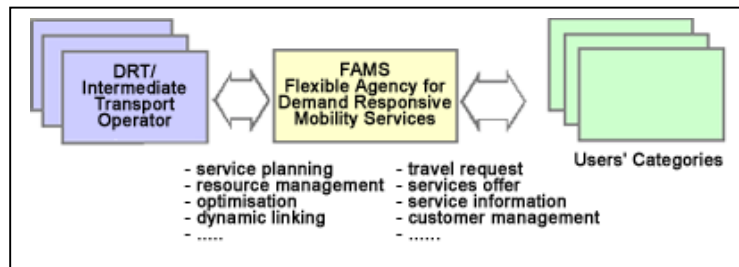 DRT/
Intermediate
Transport
Operator
FAMS
Flexible Agency for
Demand Responsive
Mobility Services
Users' Categories
- service planning
- resource management
- optimisation
- dynamic linking
- .....
- travel request
- services offer
- service information
- customer management
- ......